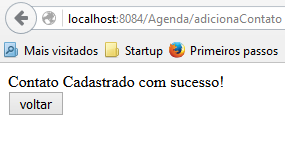 localhost:8084/Agenda/adicionaContato
Mais visitados Startup Primeiros passos
Contato Cadastrado com sucesso!
voltar